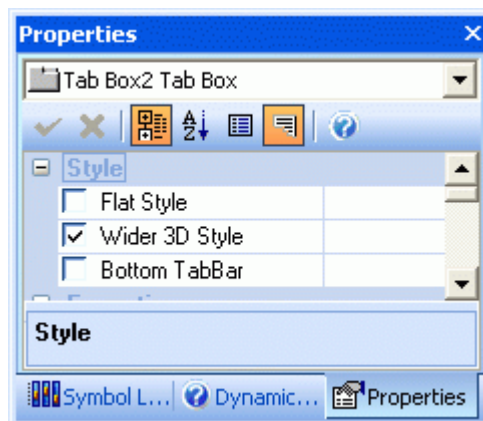 Properties
Tab Box2 Tab Box
Style
Flat Style
Wider 3D Style
Bottom TabBar
Style
Symbol L... Dynamic... Properties